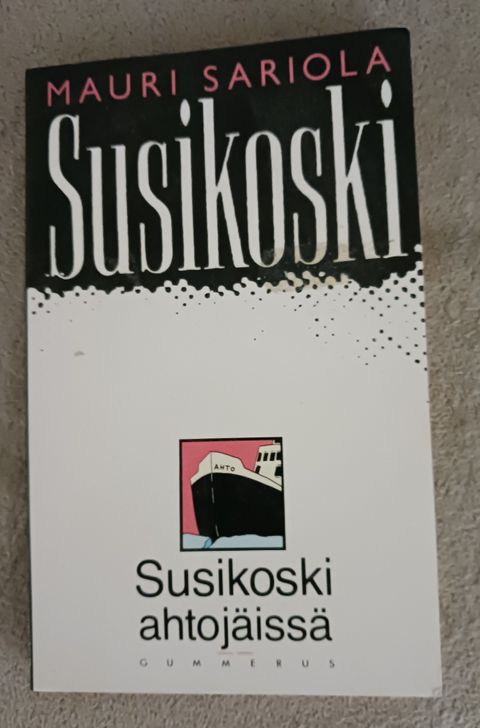 MAURI SARIOLA
Susikoski
AHTO
Susikoski
ahtojäissä
GUMMERUS